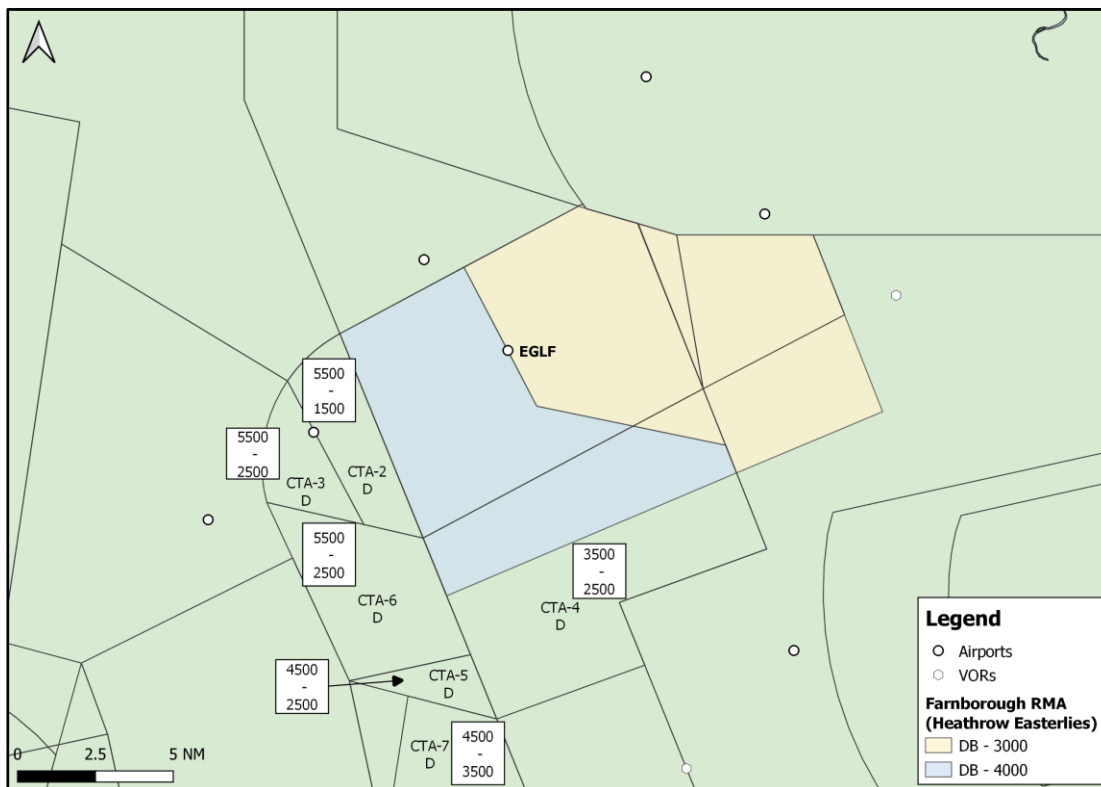 EGLF
5500
-
1500
5500
-
2500
CTA-2
D
CTA-3
D
5500
-
2500
3500
-
2500
CTA-6
D
CTA-4
D
4500
-
2500
CTA-5
D
CTA-7
D
4500
-
3500
0 2.5 5 NM
Legend
Airports
VORs
Farnborough RMA
(Heathrow Easterlies)
DB - 3000
DB - 4000